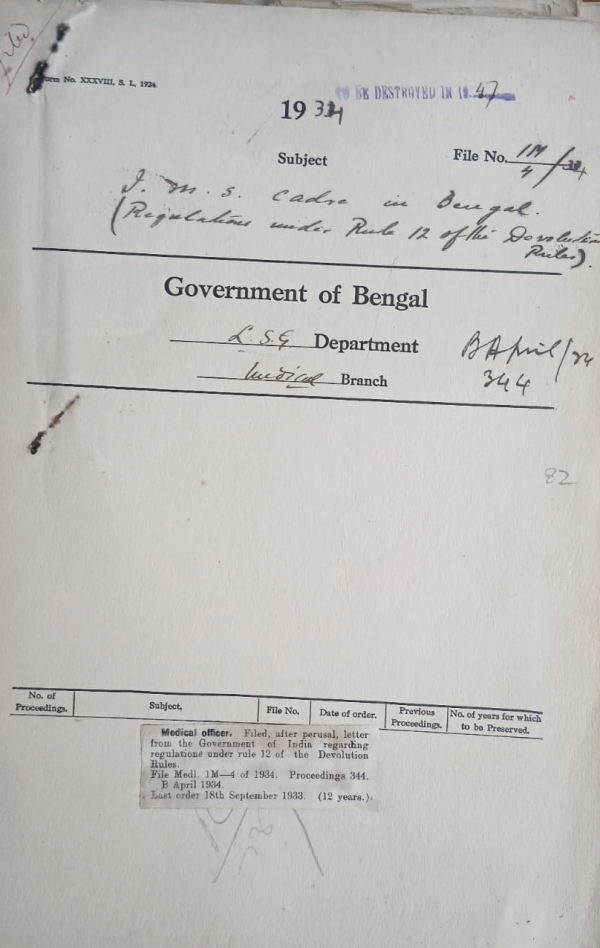 Form No. XXXVIII, S. L, 1924.
TO BE DESTROYED IN 19 47
1934
Subject
File No. 1M/4/34
I. M. S. Cadre in Bengal.
(Regulations under Rule 12 of the Devolution
Rules).
Government of Bengal
L. S. G. Department
B April/34
Medical Branch
344
82
No. of Proceedings.
Subject.
File No.
Date of order.
Previous Proceedings.
No. of years for which to be Preserved.
Medical officer. Filed, after perusal, letter
from the Government of India regarding
regulations under rule 12 of the Devolution
Rules.
File Medl. 1M—4 of 1934. Proceedings 344.
B April 1934.
Last order 18th September 1933. (12 years.).